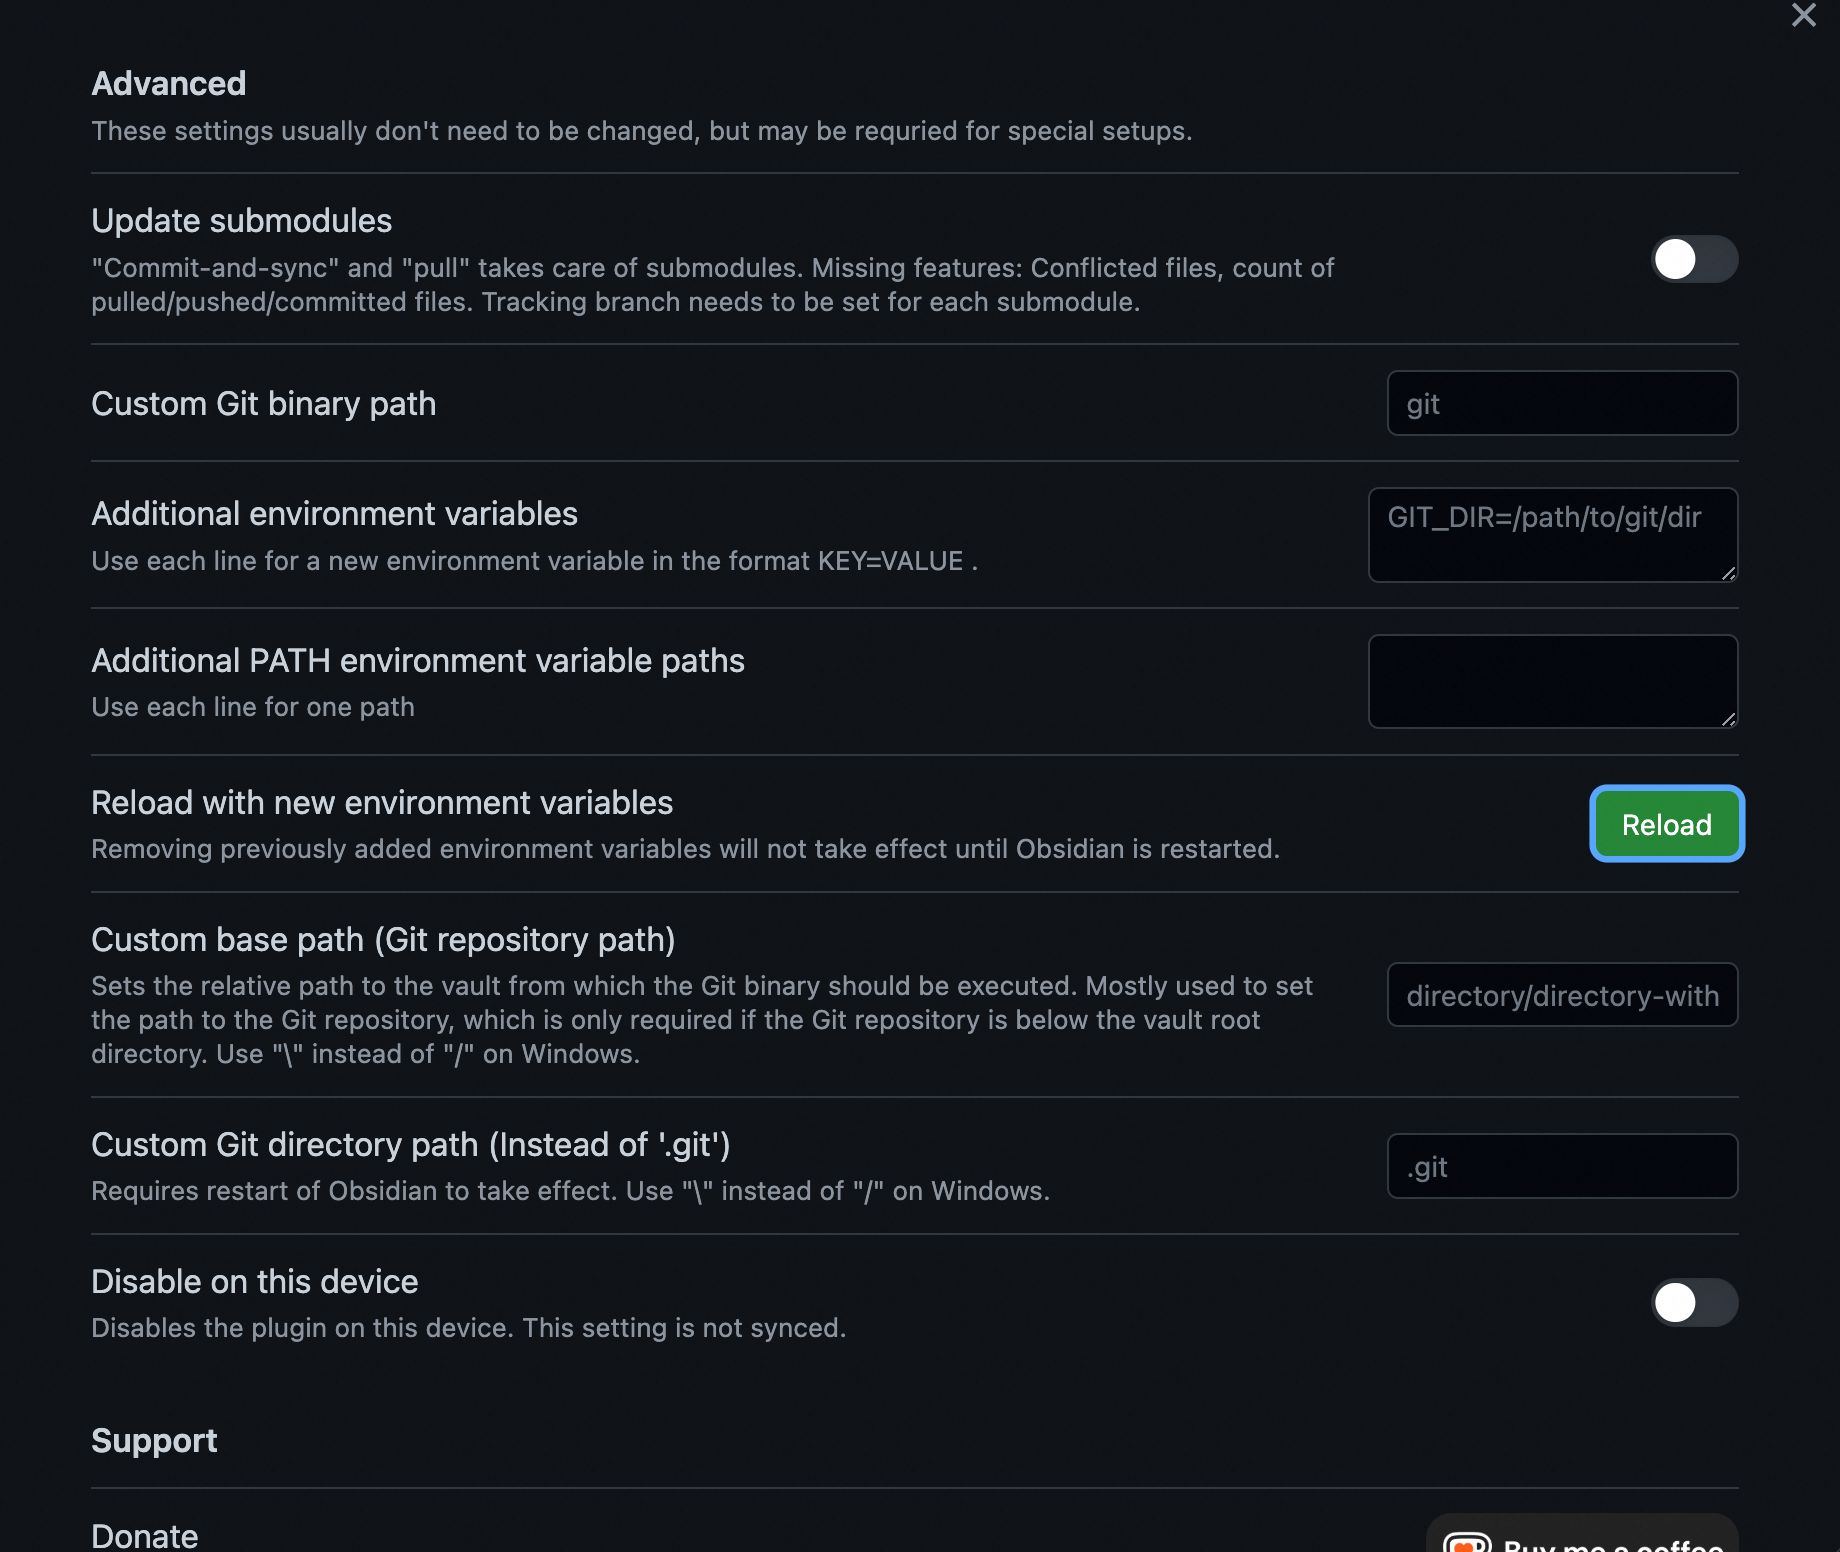 Advanced
These settings usually don't need to be changed, but may be requried for special setups.
Update submodules
"Commit-and-sync" and "pull" takes care of submodules. Missing features: Conflicted files, count of
pulled/pushed/committed files. Tracking branch needs to be set for each submodule.
Custom Git binary path
git
Additional environment variables
Use each line for a new environment variable in the format KEY=VALUE .
GIT_DIR=/path/to/git/dir
Additional PATH environment variable paths
Use each line for one path
Reload with new environment variables
Removing previously added environment variables will not take effect until Obsidian is restarted.
Reload
Custom base path (Git repository path)
Sets the relative path to the vault from which the Git binary should be executed. Mostly used to set
the path to the Git repository, which is only required if the Git repository is below the vault root
directory. Use "\" instead of "/" on Windows.
directory/directory-with
Custom Git directory path (Instead of '.git')
Requires restart of Obsidian to take effect. Use "\" instead of "/" on Windows.
.git
Disable on this device
Disables the plugin on this device. This setting is not synced.
Support
Donate
Buy me a coffee